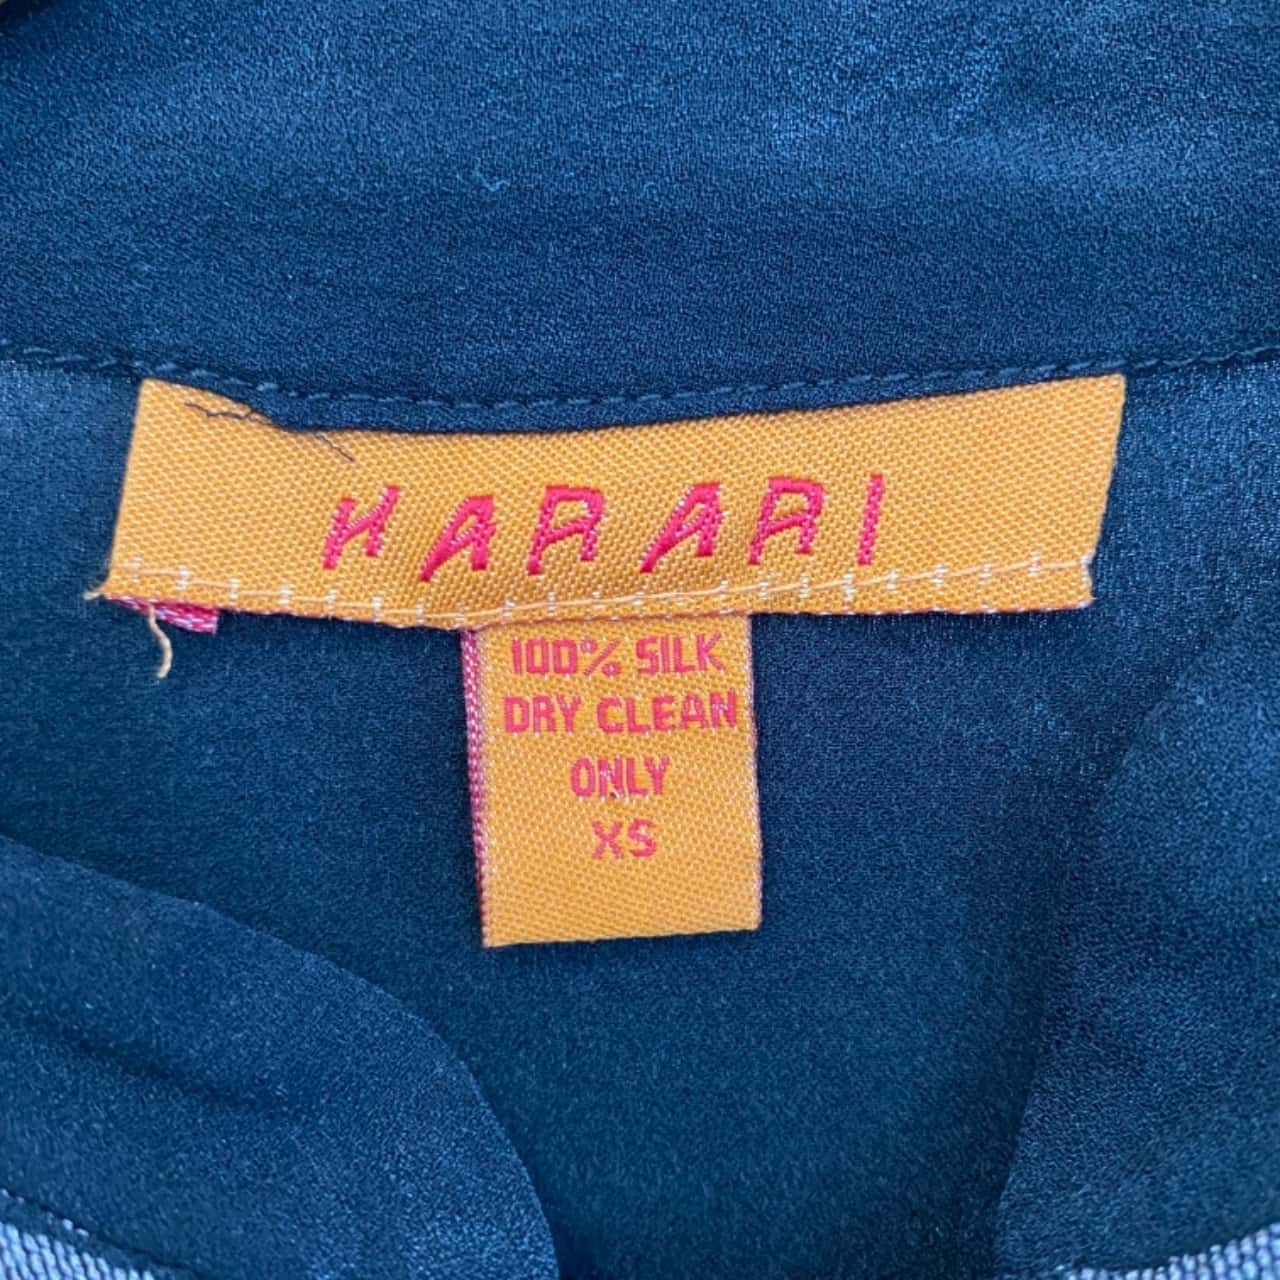 HARARI
100% SILK
DRY CLEAN
ONLY
XS